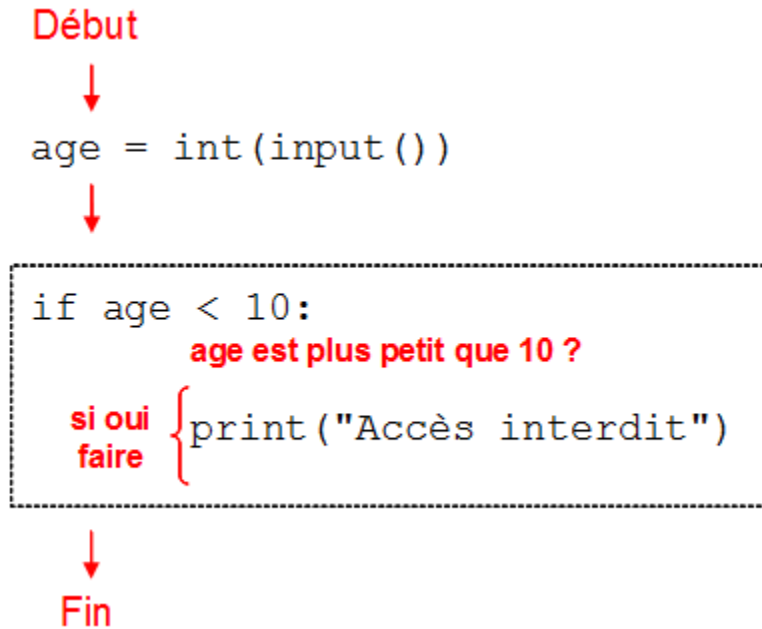 Début
age = int(input())
if age < 10:
age est plus petit que 10 ?
si oui
faire
print("Accès interdit")
Fin